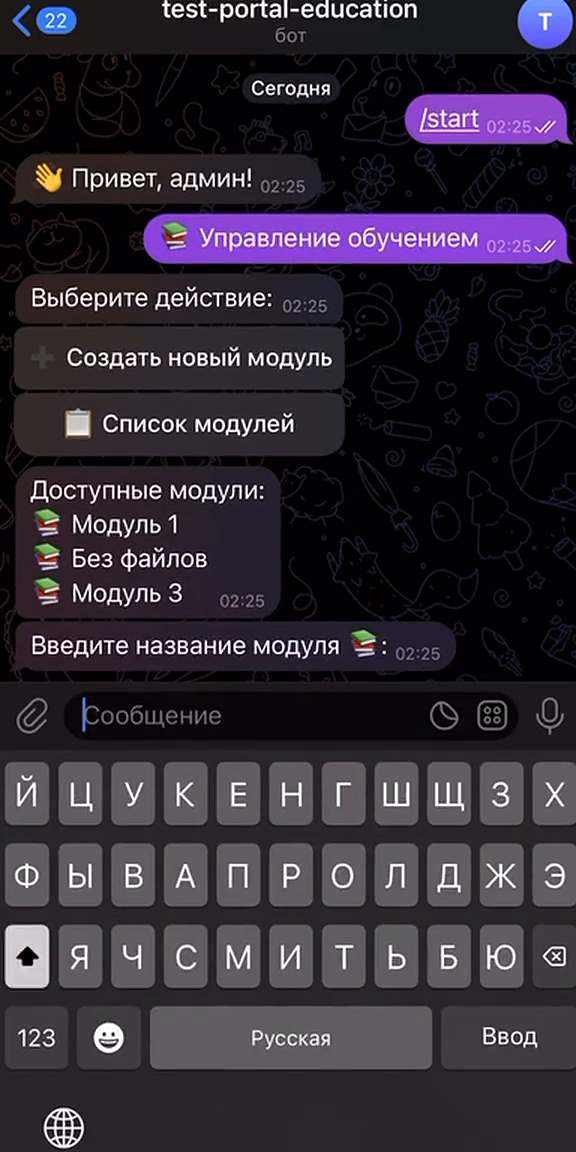 22
test-portal-education
бот
T
Сегодня
/start 02:25
👋 Привет, админ! 02:25
📚 Управление обучением 02:25
Выберите действие: 02:25
➕ Создать новый модуль
📋 Список модулей
Доступные модули:
📚 Модуль 1
📚 Без файлов
📚 Модуль 3 02:25
Введите название модуля 📚: 02:25
Сообщение
Й Ц У К Е Н Г Ш Щ З Х
Ф Ы В А П Р О Л Д Ж Э
Я Ч С М И Т Ь Б Ю
123 Русская Ввод